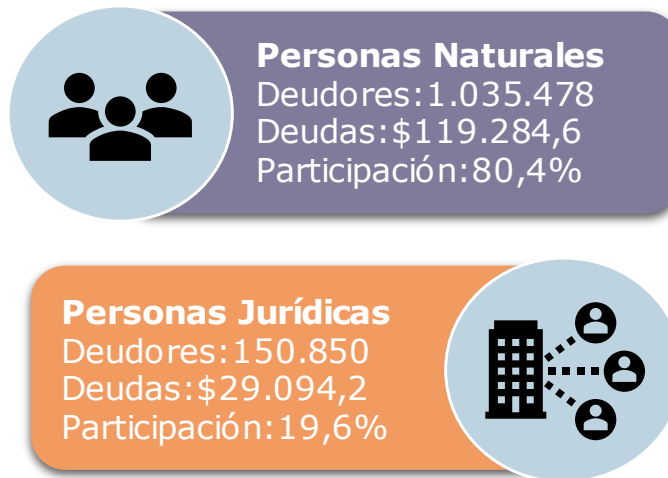 Personas Naturales
Deudores:1.035.478
Deudas:$119.284,6
Participación:80,4%
Personas Jurídicas
Deudores:150.850
Deudas:$29.094,2
Participación:19,6%